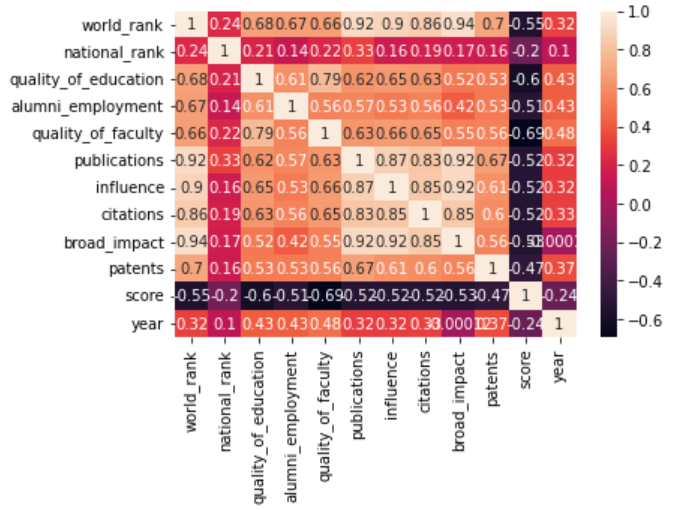 world_rank 1 0.24 0.68 0.67 0.66 0.92 0.9 0.86 0.94 0.7 -0.55 0.32
national_rank 0.24 1 0.21 0.14 0.22 0.33 0.16 0.19 0.17 0.16 -0.2 0.1
quality_of_education 0.68 0.21 1 0.61 0.79 0.62 0.65 0.63 0.52 0.53 -0.6 0.43
alumni_employment 0.67 0.14 0.61 1 0.56 0.57 0.53 0.56 0.42 0.53 -0.51 0.43
quality_of_faculty 0.66 0.22 0.79 0.56 1 0.63 0.66 0.65 0.55 0.56 -0.69 0.48
publications 0.92 0.33 0.62 0.57 0.63 1 0.87 0.83 0.92 0.67 -0.52 0.32
influence 0.9 0.16 0.65 0.53 0.66 0.87 1 0.85 0.92 0.61 -0.52 0.32
citations 0.86 0.19 0.63 0.56 0.65 0.83 0.85 1 0.85 0.6 -0.52 0.33
broad_impact 0.94 0.17 0.52 0.42 0.55 0.92 0.92 0.85 1 0.56 -0.53
patents 0.7 0.16 0.53 0.53 0.56 0.67 0.61 0.6 0.56 1 -0.47 0.37
score -0.55 -0.2 -0.6 -0.51 -0.69 -0.52 -0.52 -0.52 -0.53 -0.47 1 -0.24
year 0.32 0.1 0.43 0.43 0.48 0.32 0.32 0.33 -0.00012 0.37 -0.24 1
world_rank
national_rank
quality_of_education
alumni_employment
quality_of_faculty
publications
influence
citations
broad_impact
patents
score
year
1.0
0.8
0.6
0.4
0.2
0.0
−0.2
−0.4
−0.6